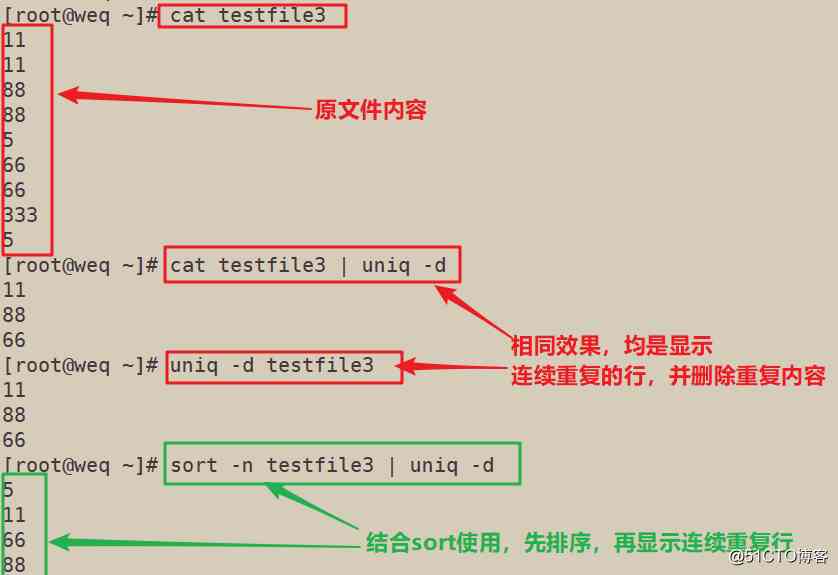 [root@weq ~]# cat testfile3
11
11
88
88
原文件内容
5
66
66
333
5
[root@weq ~]# cat testfile3 | uniq -d
11
88
66
相同效果，均是显示
[root@weq ~]# uniq -d testfile3
连续重复的行，并删除重复内容
11
88
66
[root@weq ~]# sort -n testfile3 | uniq -d
5
11
66
结合sort使用，先排序，再显示连续重复行
88
@51CTO博客